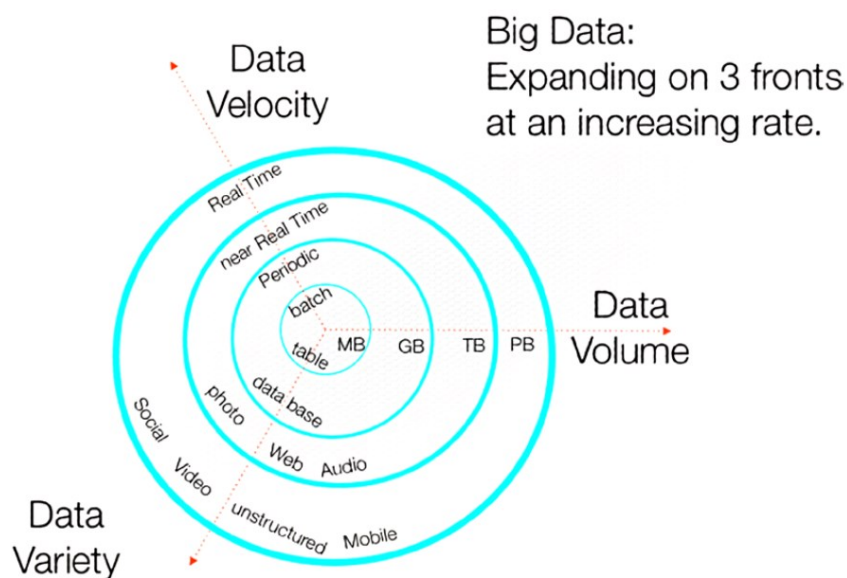 Big Data:
Expanding on 3 fronts
at an increasing rate.
Data
Velocity
Real Time
near Real Time
Periodic
batch
table
MB
GB
TB
PB
Data
Volume
data base
photo
Web
Audio
Social
Video
unstructured
Mobile
Data
Variety